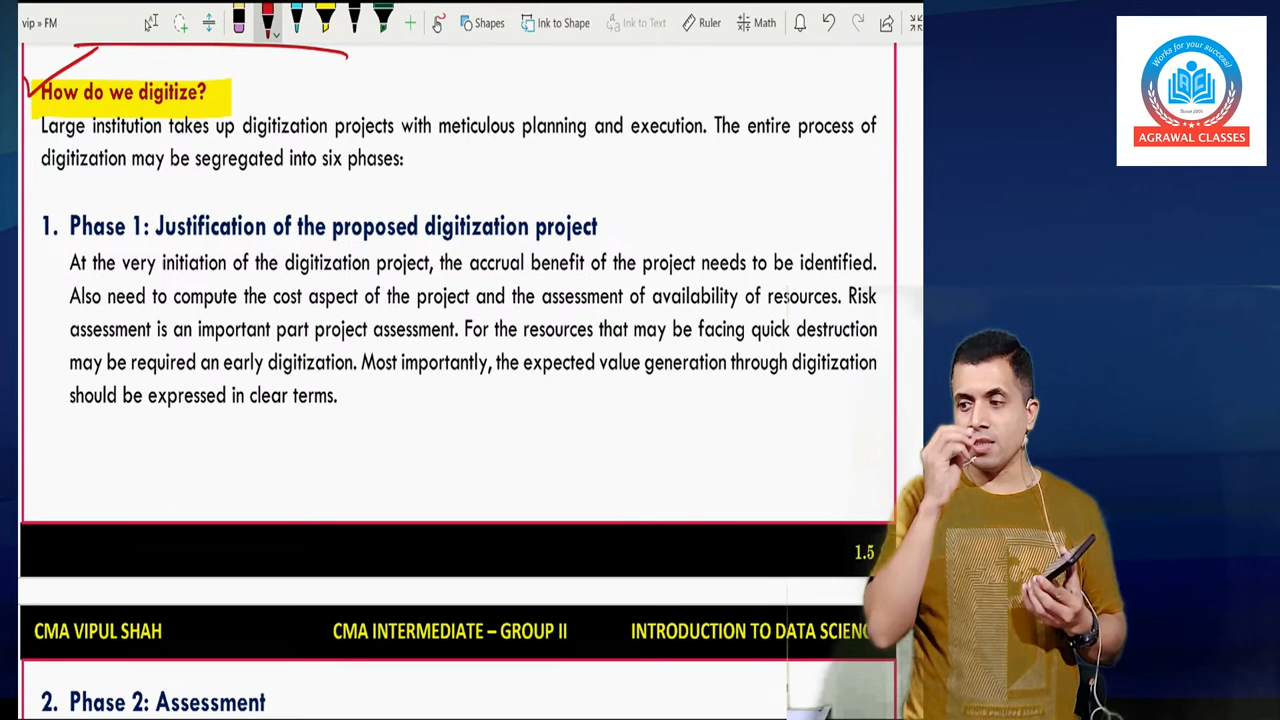 vip » FM
Shapes
Ink to Shape
Ink to Text
Ruler
Math
Works for your success!
AC
Since 2001
AGRAWAL CLASSES
How do we digitize?
Large institution takes up digitization projects with meticulous planning and execution. The entire process of
digitization may be segregated into six phases:
1. Phase 1: Justification of the proposed digitization project
At the very initiation of the digitization project, the accrual benefit of the project needs to be identified.
Also need to compute the cost aspect of the project and the assessment of availability of resources. Risk
assessment is an important part project assessment. For the resources that may be facing quick destruction
may be required an early digitization. Most importantly, the expected value generation through digitization
should be expressed in clear terms.
1.5
CMA VIPUL SHAH
CMA INTERMEDIATE – GROUP II
INTRODUCTION TO DATA SCIENC
2. Phase 2: Assessment